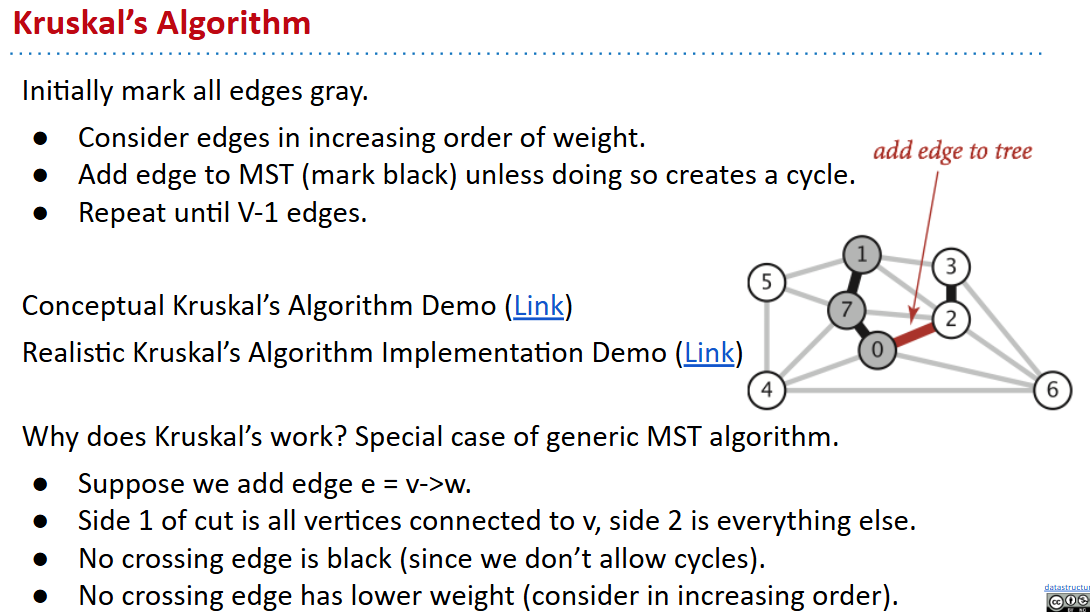 Kruskal's Algorithm
Initially mark all edges gray.
● Consider edges in increasing order of weight.
● Add edge to MST (mark black) unless doing so creates a cycle.
● Repeat until V-1 edges.
add edge to tree
1
3
5
7
2
0
4
6
Conceptual Kruskal's Algorithm Demo (Link)
Realistic Kruskal's Algorithm Implementation Demo (Link)
Why does Kruskal's work? Special case of generic MST algorithm.
● Suppose we add edge e = v->w.
● Side 1 of cut is all vertices connected to v, side 2 is everything else.
● No crossing edge is black (since we don't allow cycles).
● No crossing edge has lower weight (consider in increasing order).
datastructur